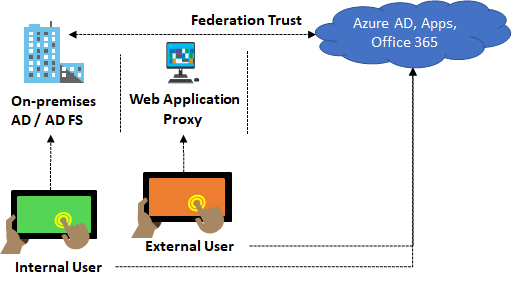 Federation Trust
Azure AD, Apps,
Office 365
On-premises
AD / AD FS
Web Application
Proxy
External User
Internal User